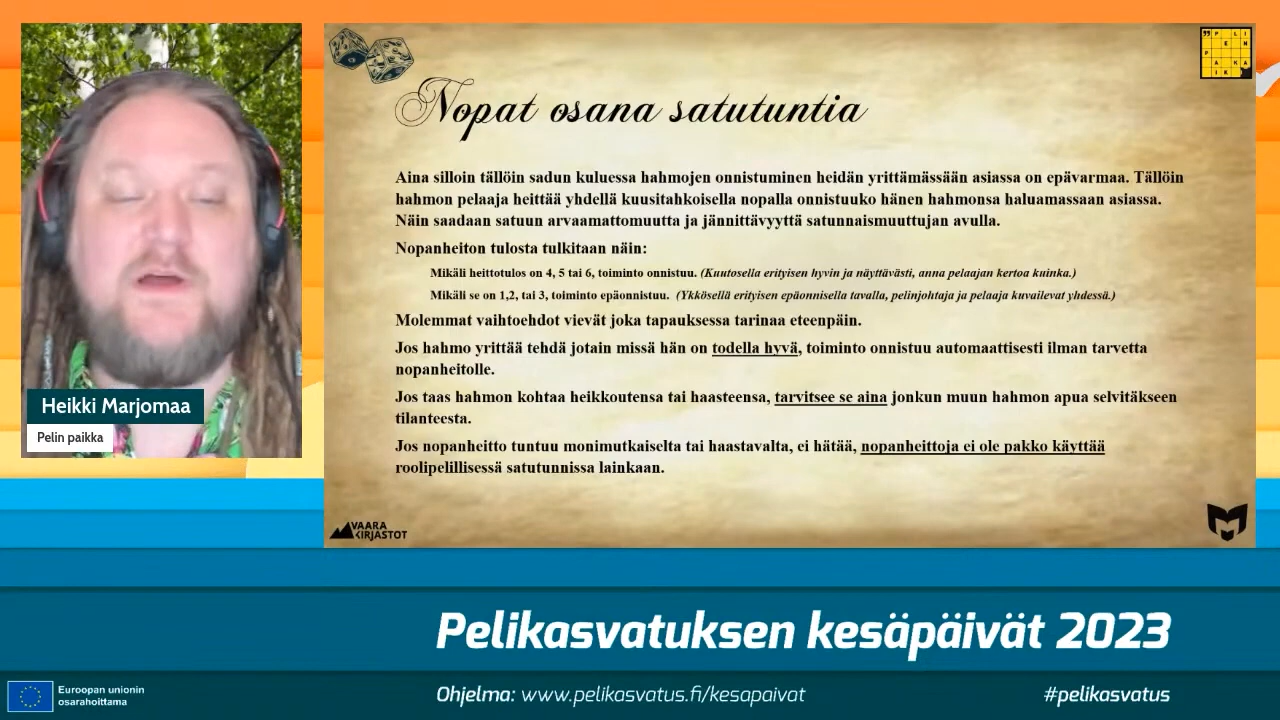 Nopat osana satutuntia
Aina silloin tällöin sadun kuluessa hahmojen onnistuminen heidän yrittämässään asiassa on epävarmaa. Tällöin
hahmon pelaaja heittää yhdellä kuusitahkoisella nopalla onnistuuko hänen hahmonsa haluamassaan asiassa.
Näin saadaan satuun arvaamattomuutta ja jännittävyyttä satunnaismuuttujan avulla.
Nopanheiton tulosta tulkitaan näin:
Mikäli heittotulos on 4, 5 tai 6, toiminto onnistuu. (Kuutosella erityisen hyvin ja näyttävästi, anna pelaajan kertoa kuinka.)
Mikäli se on 1,2, tai 3, toiminto epäonnistuu. (Ykkösellä erityisen epäonnisella tavalla, pelinjohtaja ja pelaaja kuvailevat yhdessä.)
Molemmat vaihtoehdot vievät joka tapauksessa tarinaa eteenpäin.
Jos hahmo yrittää tehdä jotain missä hän on todella hyvä, toiminto onnistuu automaattisesti ilman tarvetta
nopanheitolle.
Jos taas hahmon kohtaa heikkoutensa tai haasteensa, tarvitsee se aina jonkun muun hahmon apua selvitäkseen
tilanteesta.
Jos nopanheitto tuntuu monimutkaiselta tai haastavalta, ei hätää, nopanheittoja ei ole pakko käyttää
roolipelillisessä satutunnissa lainkaan.
VAARA
KIRJASTOT
PELI
EN
PAKA
IK
Heikki Marjomaa
Pelin paikka
Pelikasvatuksen kesäpäivät 2023
Euroopan unionin
osarahoittama
Ohjelma: www.pelikasvatus.fi/kesapaivat
#pelikasvatus